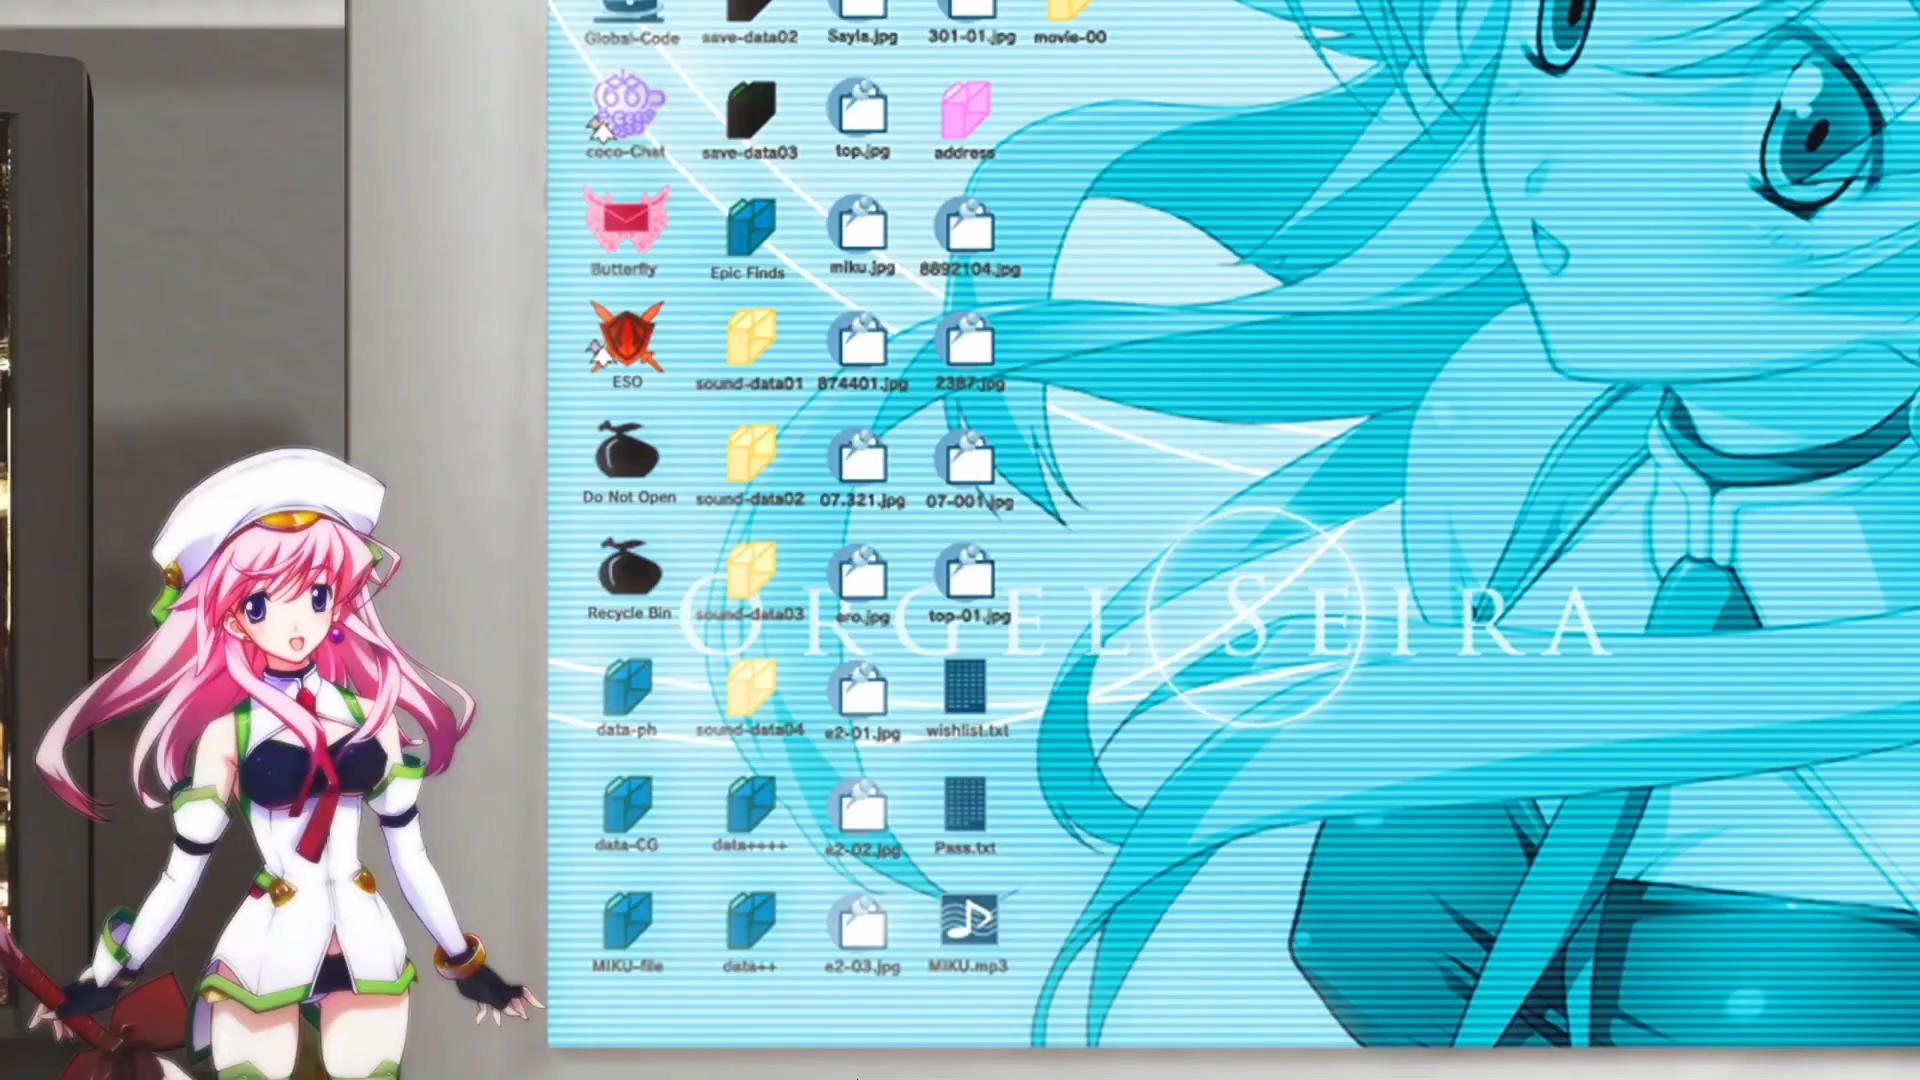 Global-Code save-data02 Sayla.jpg 301-01.jpg movie-00
coco-Chat save-data03 top.jpg address
Butterfly Epic Finds miku.jpg 8892104.jpg
ESO sound-data01 874401.jpg 2387.jpg
Do Not Open sound-data02 07.321.jpg 07-001.jpg
Recycle Bin sound-data03 ero.jpg top-01.jpg
ORGEL SEIRA
data-ph sound-data04 e2-01.jpg wishlist.txt
data-CG data++++ e2-02.jpg Pass.txt
MIKU-file data++ e2-03.jpg MIKU.mp3